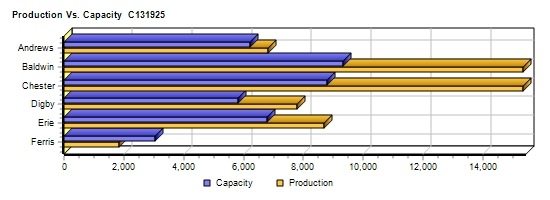 Production Vs. Capacity C131925
Andrews
Baldwin
Chester
Digby
Erie
Ferris
0 2,000 4,000 6,000 8,000 10,000 12,000 14,000
Capacity Production